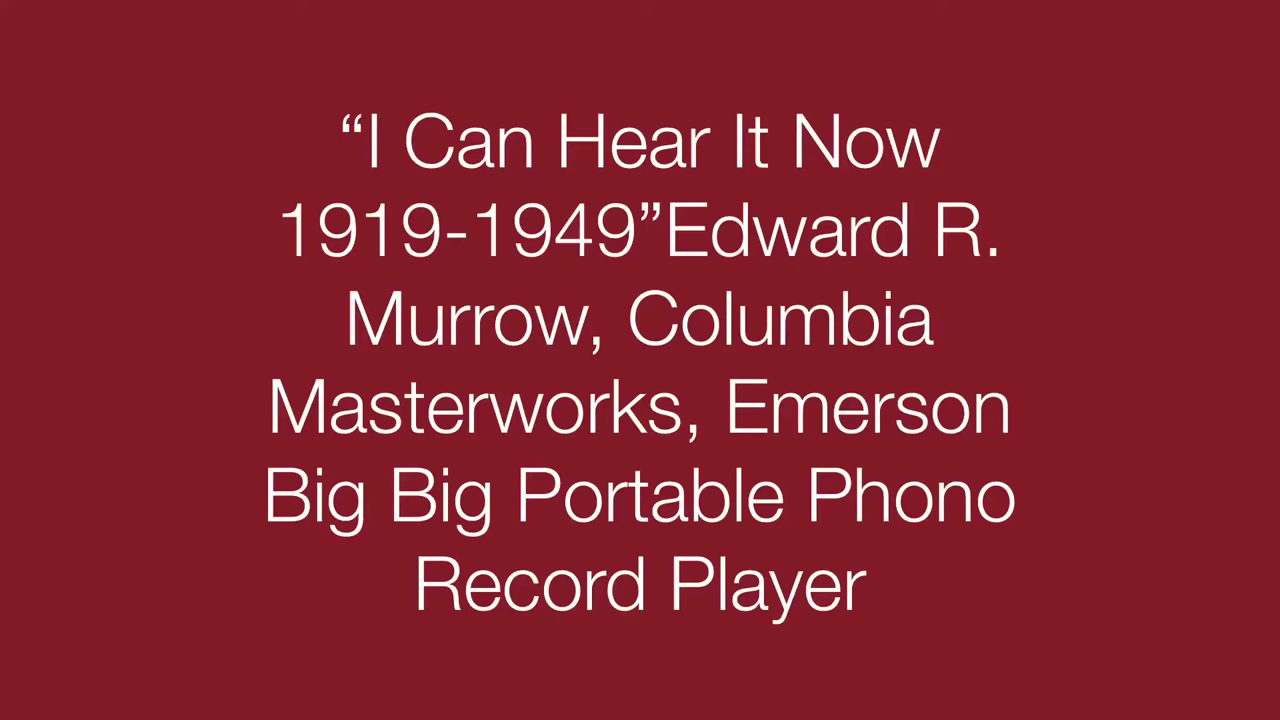 “I Can Hear It Now
1919-1949”Edward R.
Murrow, Columbia
Masterworks, Emerson
Big Big Portable Phono
Record Player